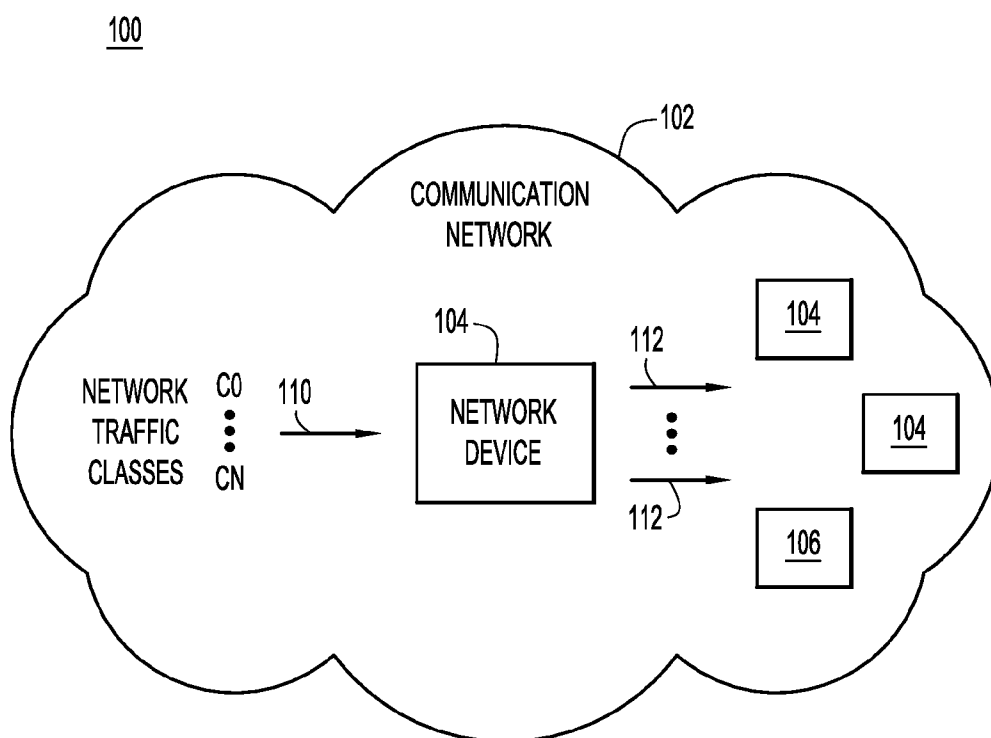 100
102
COMMUNICATION
NETWORK
104
NETWORK
TRAFFIC
CLASSES
C0
CN
110
NETWORK
DEVICE
112
112
104
104
106